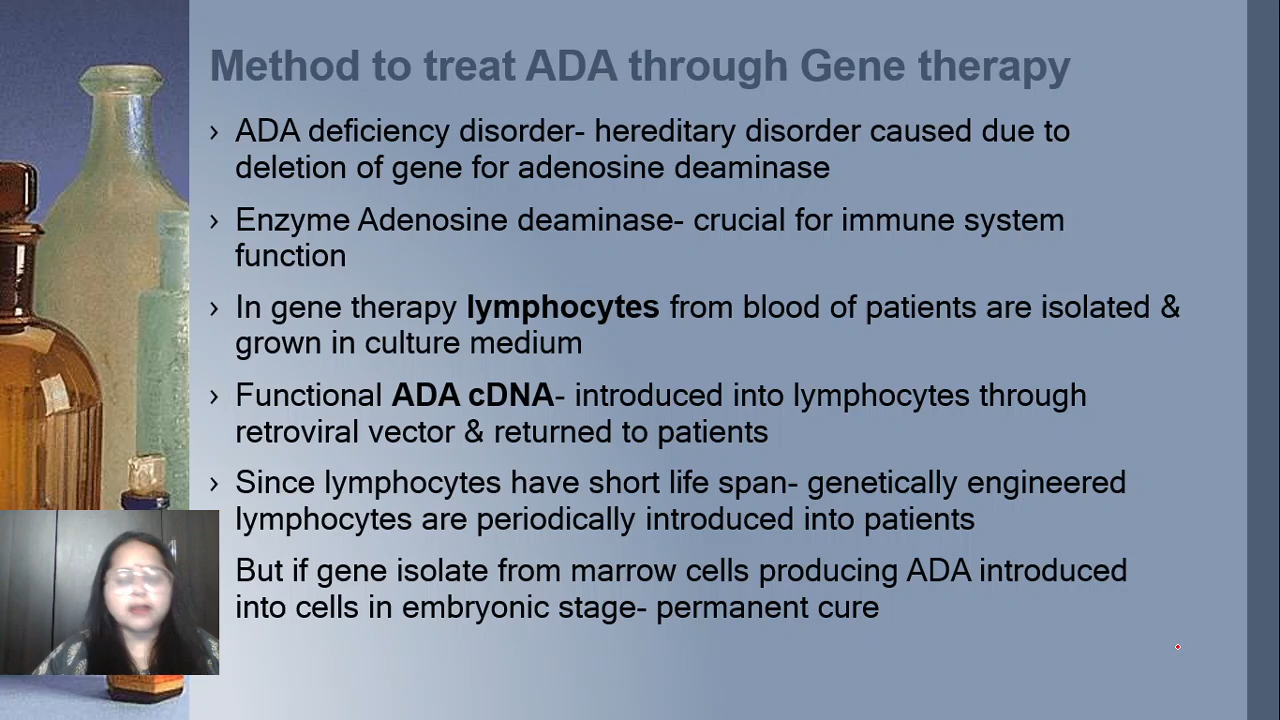 Method to treat ADA through Gene therapy
› ADA deficiency disorder- hereditary disorder caused due to
deletion of gene for adenosine deaminase
› Enzyme Adenosine deaminase- crucial for immune system
function
› In gene therapy lymphocytes from blood of patients are isolated &
grown in culture medium
› Functional ADA cDNA- introduced into lymphocytes through
retroviral vector & returned to patients
› Since lymphocytes have short life span- genetically engineered
lymphocytes are periodically introduced into patients
But if gene isolate from marrow cells producing ADA introduced
into cells in embryonic stage- permanent cure